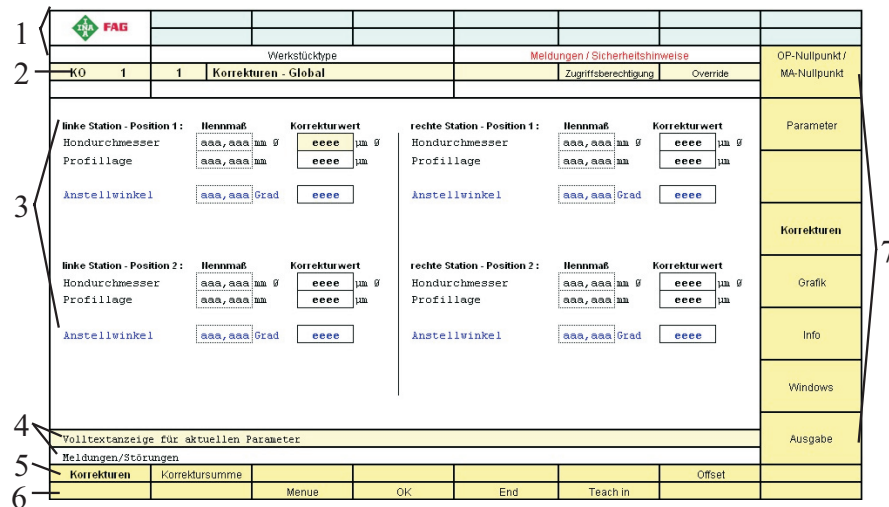 1
INA FAG
Werkstücktype Meldungen / Sicherheitshinweise OP-Nullpunkt / MA-Nullpunkt
2
KO 1 1 Korrekturen - Global Zugriffsberechtigung Override
linke Station - Position 1 : Nennmaß Korrekturwert rechte Station - Position 1 : Nennmaß Korrekturwert Parameter
Hondurchmesser aaa,aaa mm Ø eeee µm Ø Hondurchmesser aaa,aaa mm Ø eeee µm Ø
Profillage aaa,aaa mm eeee µm Profillage aaa,aaa mm eeee µm
3
Anstellwinkel aaa,aaa Grad eeee Anstellwinkel aaa,aaa Grad eeee
Korrekturen
7
linke Station - Position 2 : Nennmaß Korrekturwert rechte Station - Position 2 : Nennmaß Korrekturwert
Hondurchmesser aaa,aaa mm Ø eeee µm Ø Hondurchmesser aaa,aaa mm Ø eeee µm Ø Grafik
Profillage aaa,aaa mm eeee µm Profillage aaa,aaa mm eeee µm
Anstellwinkel aaa,aaa Grad eeee Anstellwinkel aaa,aaa Grad eeee Info
Windows
4
Volltextanzeige für aktuellen Parameter Ausgabe
Meldungen/Störungen
5
Korrekturen Korrektursumme Offset
6
Menue OK End Teach in